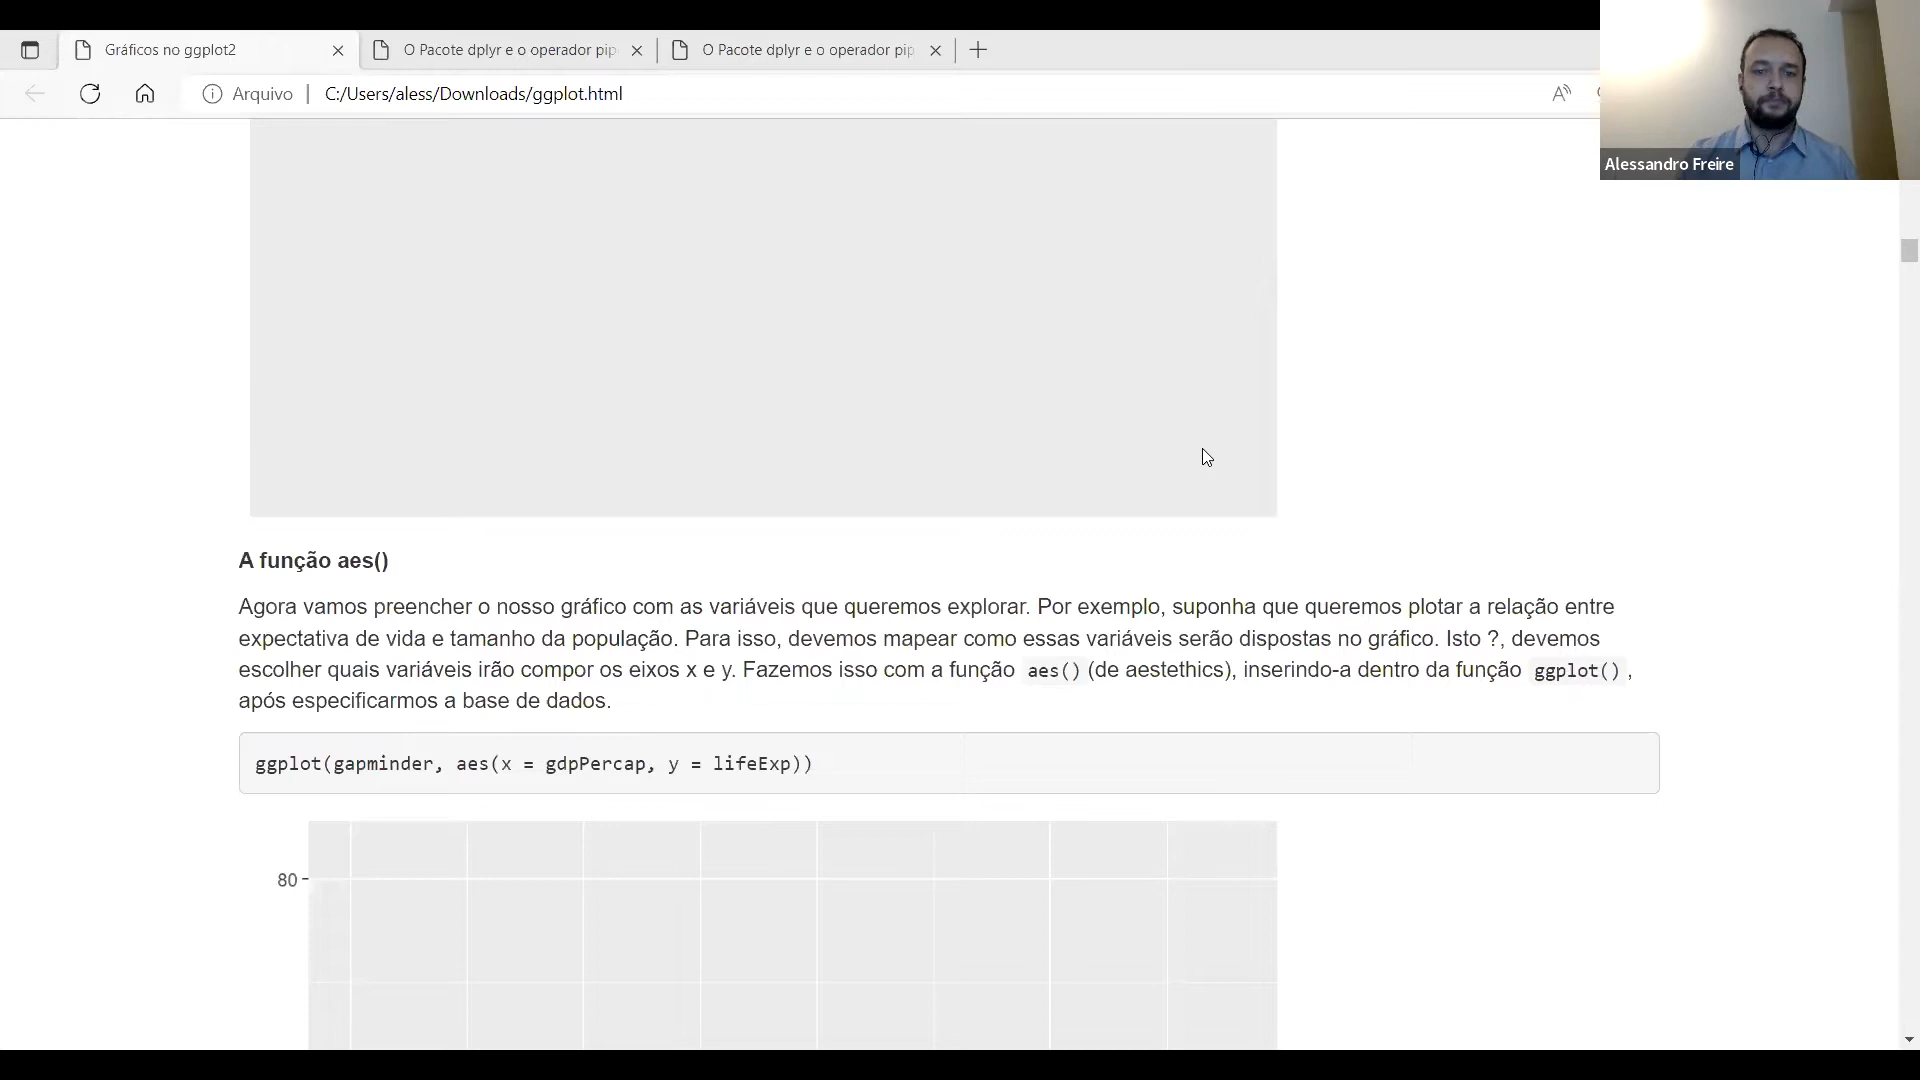 Gráficos no ggplot2
O Pacote dplyr e o operador pip
O Pacote dplyr e o operador pip
Arquivo
C:/Users/aless/Downloads/ggplot.html
Alessandro Freire
A função aes()
Agora vamos preencher o nosso gráfico com as variáveis que queremos explorar. Por exemplo, suponha que queremos plotar a relação entre
expectativa de vida e tamanho da população. Para isso, devemos mapear como essas variáveis serão dispostas no gráfico. Isto ?, devemos
escolher quais variáveis irão compor os eixos x e y. Fazemos isso com a função aes() (de aestethics), inserindo-a dentro da função ggplot() ,
após especificarmos a base de dados.
ggplot(gapminder, aes(x = gdpPercap, y = lifeExp))
80